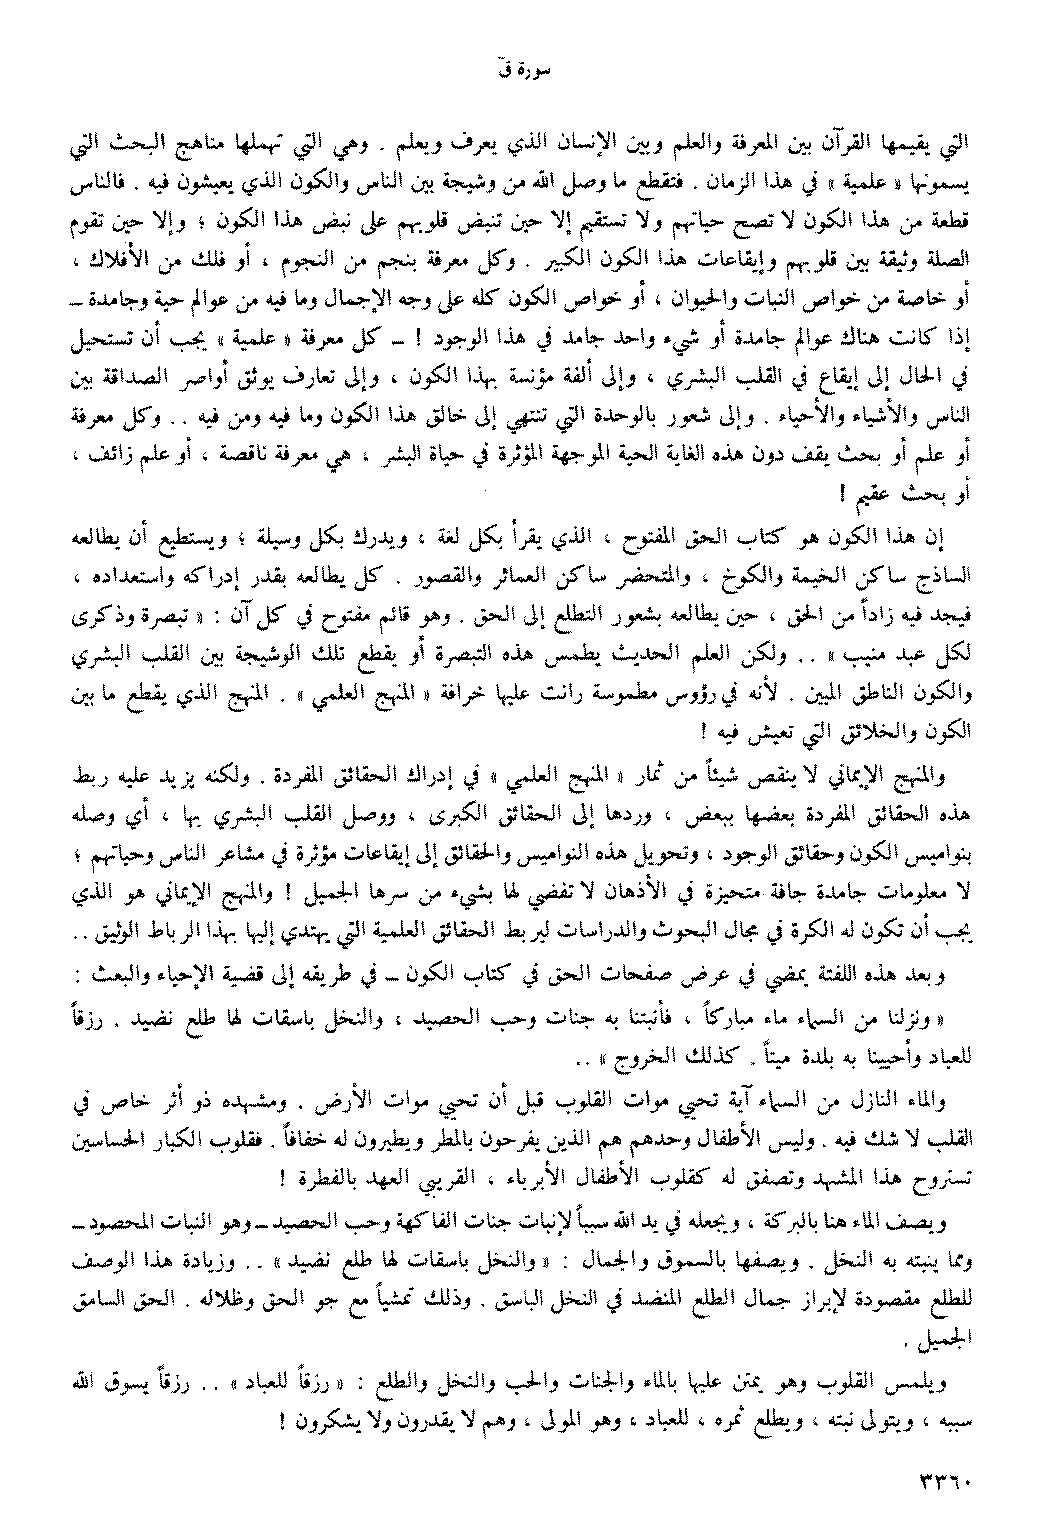 سورة قّ
التي يقيمها القرآن بين المعرفة والعلم وبين الإنسان الذي يعرف ويعلم . وهي التي تهملها مناهج البحث التي
يسمونها « علمية » في هذا الزمان . فتقطع ما وصل الله من وشيجة بين الناس والكون الذي يعيشون فيه . فالناس
قطعة من هذا الكون لا تصح حياتهم ولا تستقيم إلا حين تنبض قلوبهم على نبض هذا الكون ؛ وإلا حين تقوم
الصلة وثيقة بين قلوبهم وإيقاعات هذا الكون الكبير . وكل معرفة بنجم من النجوم ، أو فلك من الأفلاك ،
أو خاصة من خواص النبات والحيوان ، أو خواص الكون كله على وجه الإجمال وما فيه من عوالم حية وجامدة –
إذا كانت هناك عوالم جامدة أو شيء واحد جامد في هذا الوجود ! – كل معرفة « علمية » يجب أن تستحيل
في الحال إلى إيقاع في القلب البشري ، وإلى ألفة مؤنسة بهذا الكون ، وإلى تعارف يوثق أواصر الصداقة بين
الناس والأشياء والأحياء . وإلى شعور بالوحدة التي تنتهي إلى خالق هذا الكون وما فيه ومن فيه .. وكل معرفة
أو علم أو بحث يقف دون هذه الغاية الحية الموجهة المؤثرة في حياة البشر ، هي معرفة ناقصة ، أو علم زائف ،
أو بحث عقيم !
إن هذا الكون هو كتاب الحق المفتوح ، الذي يقرأ بكل لغة ، ويدرك بكل وسيلة ؛ ويستطيع أن يطالعه
الساذج ساكن الخيمة والكوخ ، والمتحضر ساكن العمائر والقصور . كل يطالعه بقدر إدراكه واستعداده ،
فيجد فيه زاداً من الحق ، حين يطالعه بشعور التطلع إلى الحق . وهو قائم مفتوح في كل آن : « تبصرة وذكرى
لكل عبد منيب » .. ولكن العلم الحديث يطمس هذه التبصرة أو يقطع تلك الوشيجة بين القلب البشري
والكون الناطق المبين . لأنه في رؤوس مطموسة رانت عليها خرافة « المنهج العلمي » . المنهج الذي يقطع ما بين
الكون والخلائق التي تعيش فيه !
والمنهج الإيماني لا ينقص شيئاً من ثمار « المنهج العلمي » في إدراك الحقائق المفردة . ولكنه يزيد عليه ربط
هذه الحقائق المفردة بعضها ببعض ، وردها إلى الحقائق الكبرى ، ووصل القلب البشري بها ، أي وصله
بنواميس الكون وحقائق الوجود ، وتحويل هذه النواميس والحقائق إلى إيقاعات مؤثرة في مشاعر الناس وحياتهم ؛
لا معلومات جامدة جافة متحيزة في الأذهان لا تفضي لها بشيء من سرها الجميل ! والمنهج الإيماني هو الذي
يجب أن تكون له الكرة في مجال البحوث والدراسات ليربط الحقائق العلمية التي يهتدي إليها بهذا الرباط الوثيق ..
وبعد هذه اللفتة يمضي في عرض صفحات الحق في كتاب الكون – في طريقه إلى قضية الإحياء والبعث :
« ونزلنا من السماء ماء مباركاً ، فأنبتنا به جنات وحب الحصيد ، والنخل باسقات لها طلع نضيد . رزقاً
للعباد وأحيينا به بلدة ميتاً . كذلك الخروج » ..
والماء النازل من السماء آية تحيي موات القلوب قبل أن تحيي موات الأرض . ومشهده ذو أثر خاص في
القلب لا شك فيه . وليس الأطفال وحدهم هم الذين يفرحون بالمطر ويطيرون له خفافاً . فقلوب الكبار الحساسين
تستروح هذا المشهد وتصفق له كقلوب الأطفال الأبرياء ، القريبي العهد بالفطرة !
ويصف الماء هنا بالبركة ، ويجعله في يد الله سبباً لإنبات جنات الفاكهة وحب الحصيد – وهو النبات المحصود –
ومما ينبته به النخل . ويصفها بالسموق والجمال : « والنخل باسقات لها طلع نضيد » .. وزيادة هذا الوصف
للطلع مقصودة لإبراز جمال الطلع المنضد في النخل الباسق . وذلك تمشياً مع جو الحق وظلاله . الحق السامق
الجميل .
ويلمس القلوب وهو يمتن عليها بالماء والجنات والحب والنخل والطلع : « رزقاً للعباد » .. رزقاً يسوق الله
سببه ، ويتولى نبته ، ويطلع ثمره ، للعباد ، وهو المولى ، وهم لا يقدرون ولا يشكرون !
٣٣٦٠